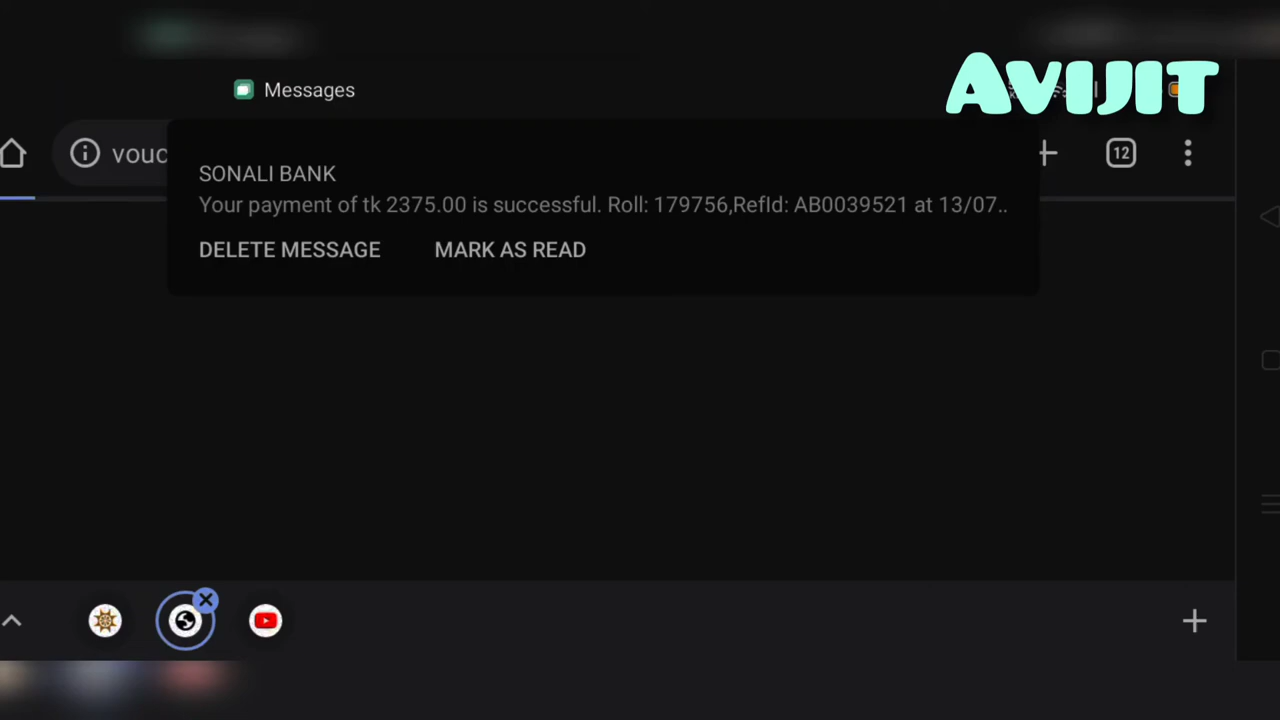 Messages
AVIJIT
vouc
12
SONALI BANK
Your payment of tk 2375.00 is successful. Roll: 179756,RefId: AB0039521 at 13/07..
DELETE MESSAGE MARK AS READ